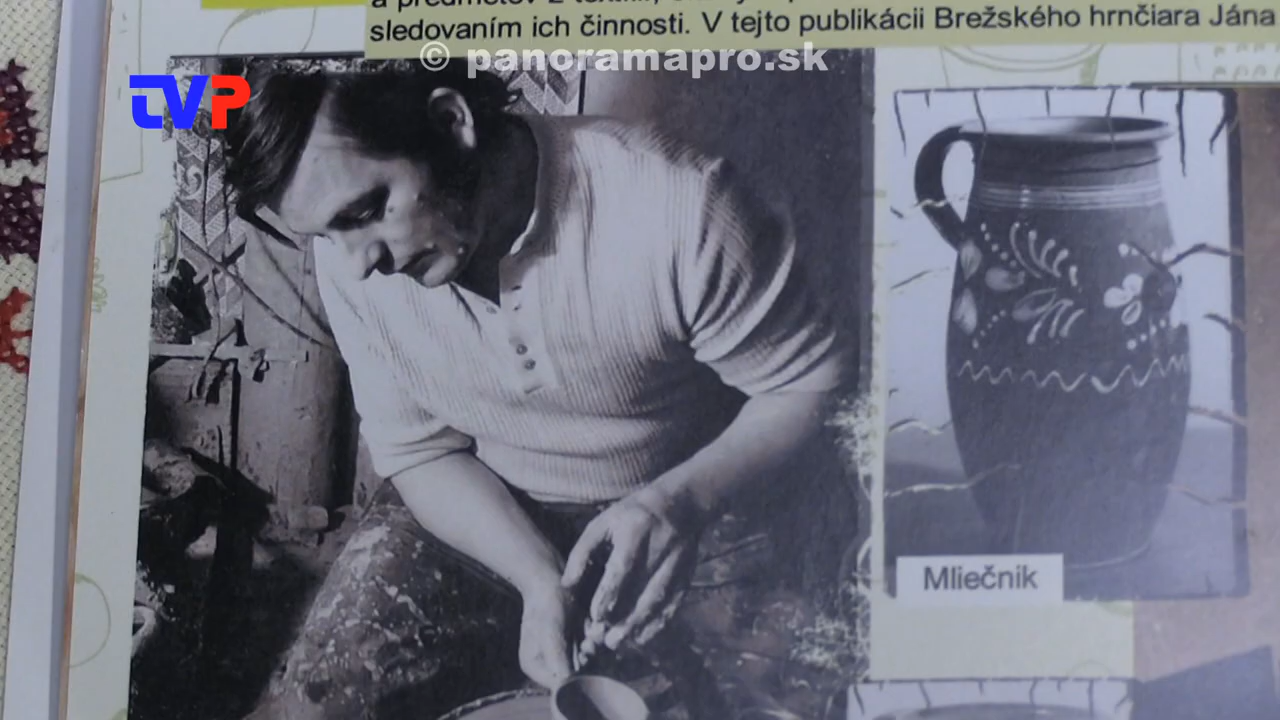 sledovaním ich činnosti. V tejto publikácii Brežského hrnčiara Jána
© panoramapro.sk
tvP
Mliečnik